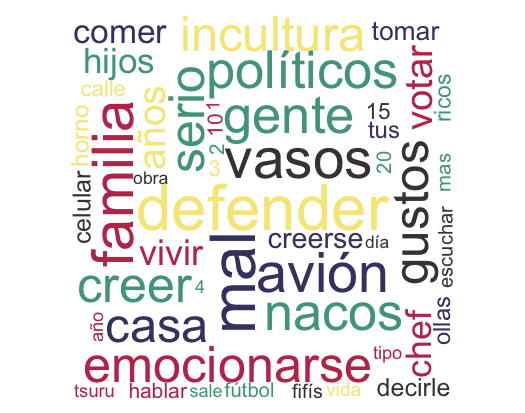 comer
incultura
tomar
hijos
políticos
votar
ricos
calle
serio
años
101
15
gente
tus
horno
familia
2
3
vasos
20
mas
obra
celular
defender
gustos
escuchar
vivir
mal
creerse
día
avión
creer
4
nacos
ollas
año
casa
chef
emocionarse
tipo
tsuru
hablar
sale
fútbol
fifís
vida
decirle